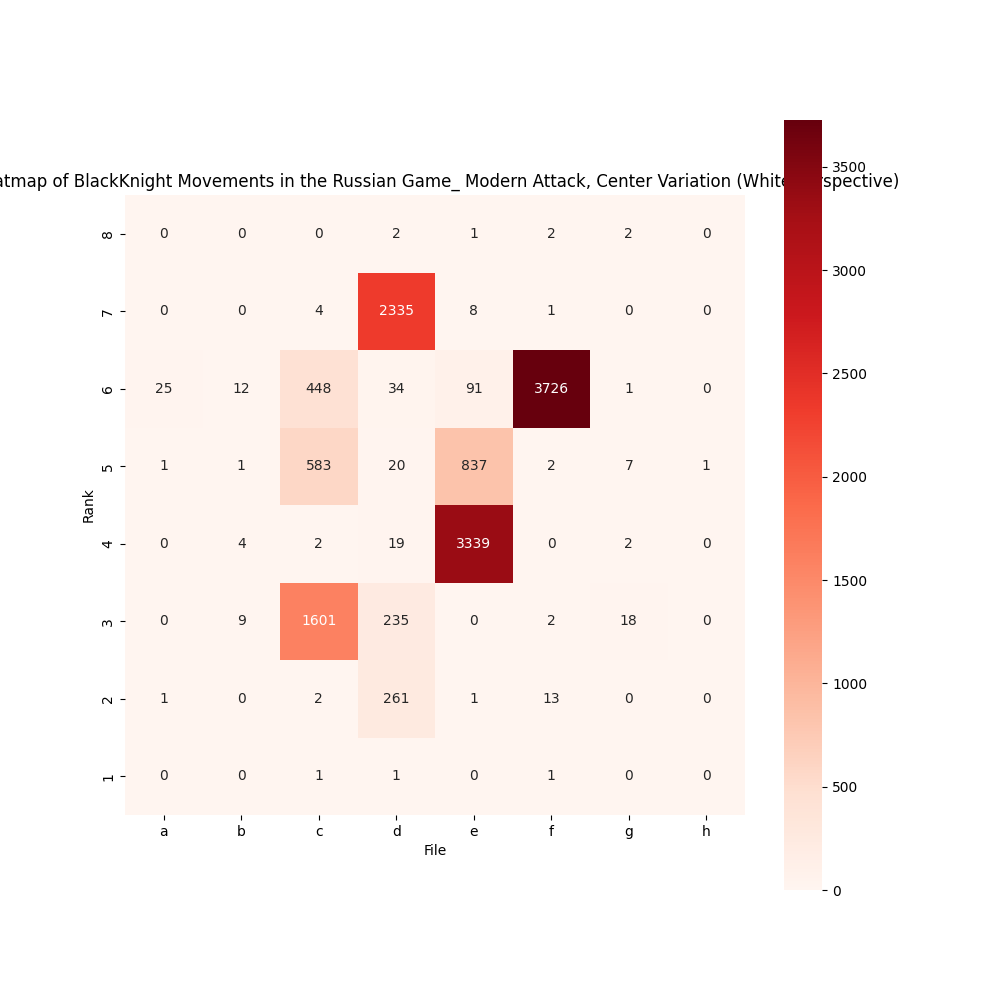 atmap of BlackKnight Movements in the Russian Game_ Modern Attack, Center Variation (White Perspective)
8 0 0 0 2 1 2 2 0
7 0 0 4 2335 8 1 0 0
6 25 12 448 34 91 3726 1 0
5 1 1 583 20 837 2 7 1
4 0 4 2 19 3339 0 2 0
3 0 9 1601 235 0 2 18 0
2 1 0 2 261 1 13 0 0
1 0 0 1 1 0 1 0 0
a b c d e f g h
Rank
File
3500
3000
2500
2000
1500
1000
500
0